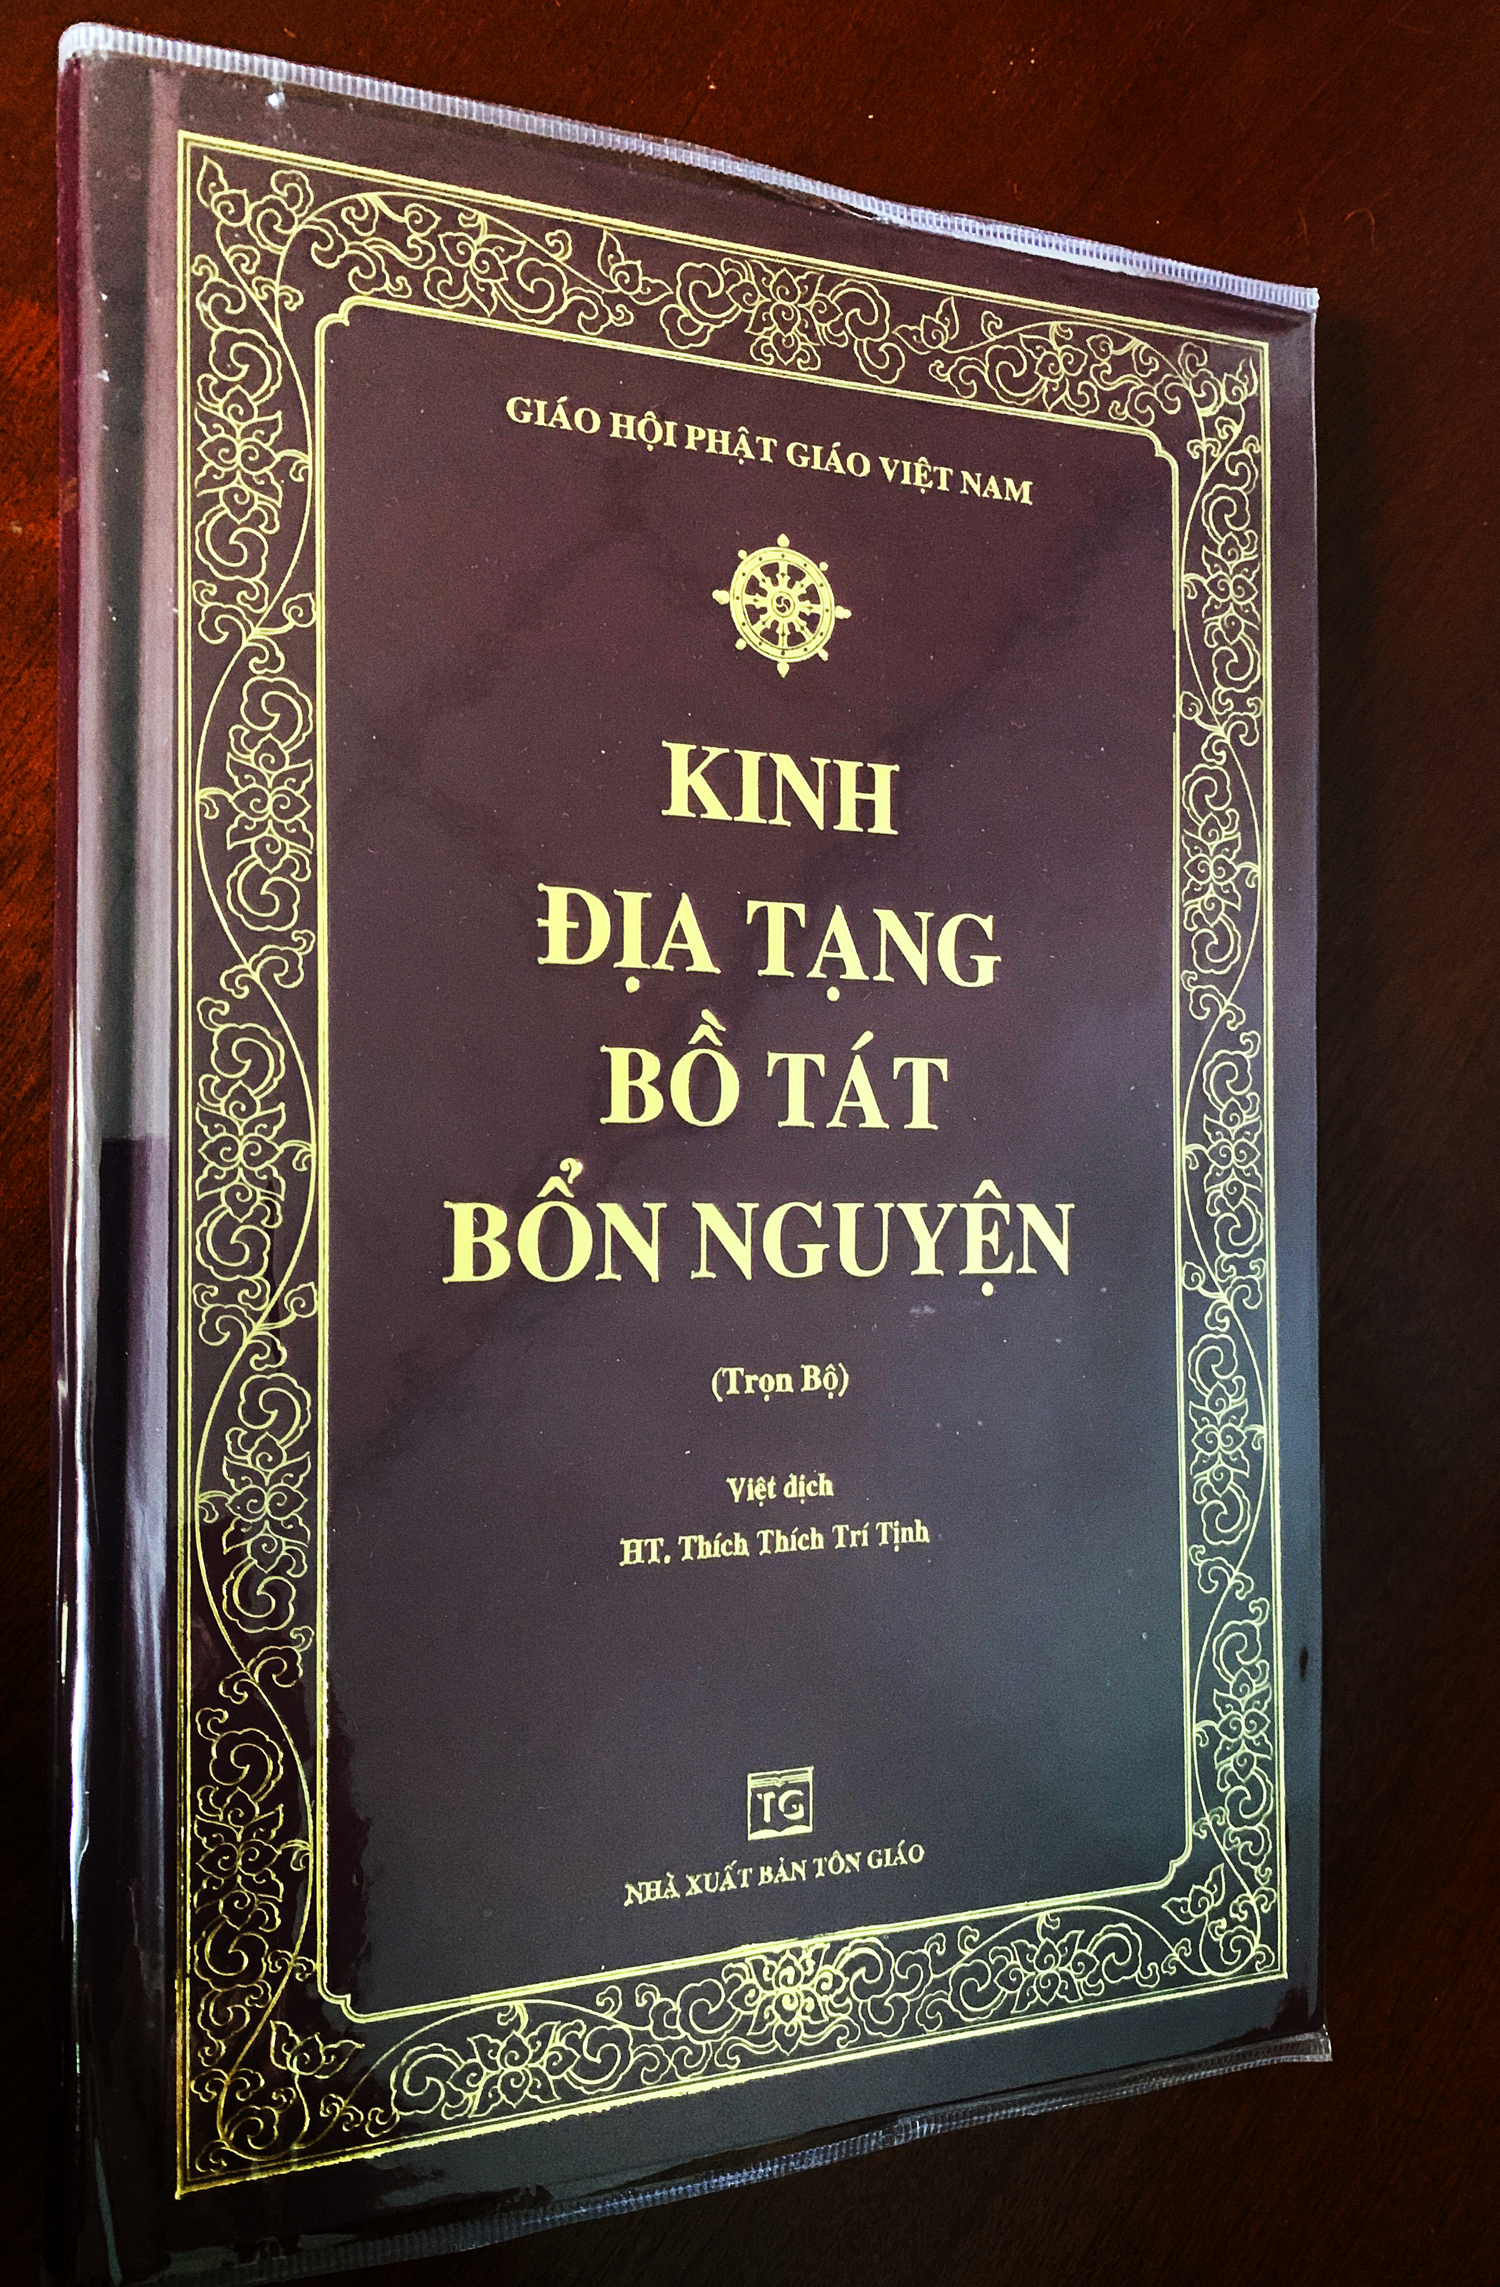 GIÁO HỘI PHẬT GIÁO VIỆT NAM
KINH
ĐỊA TẠNG
BỒ TÁT
BỔN NGUYỆN
(Trọn Bộ)
Việt dịch
HT. Thích Thích Trí Tịnh
TG
NHÀ XUẤT BẢN TÔN GIÁO